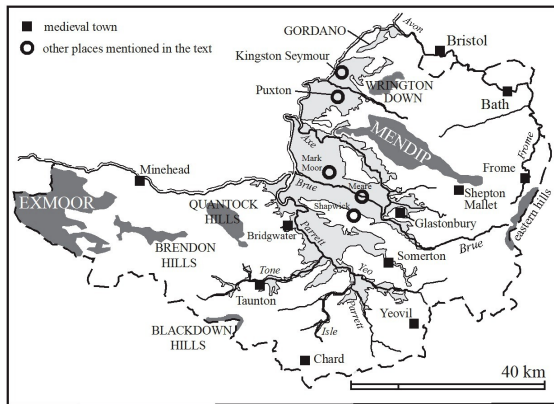 medieval town
other places mentioned in the text
GORDANO
Avon
Kingston Seymour
Bristol
Puxton
WRINGTON
DOWN
Bath
Axe
MENDIP
Frome
Mark
Moor
Minehead
Brue
Meare
Frome
Shepton
Mallet
EXMOOR
QUANTOCK
HILLS
Shapwick
Glastonbury
eastern hills
Bridgwater
Parrett
Brue
BRENDON
HILLS
Somerton
Tone
Yeo
Taunton
Parrett
Yeovil
BLACKDOWN
HILLS
Isle
Chard
40 km